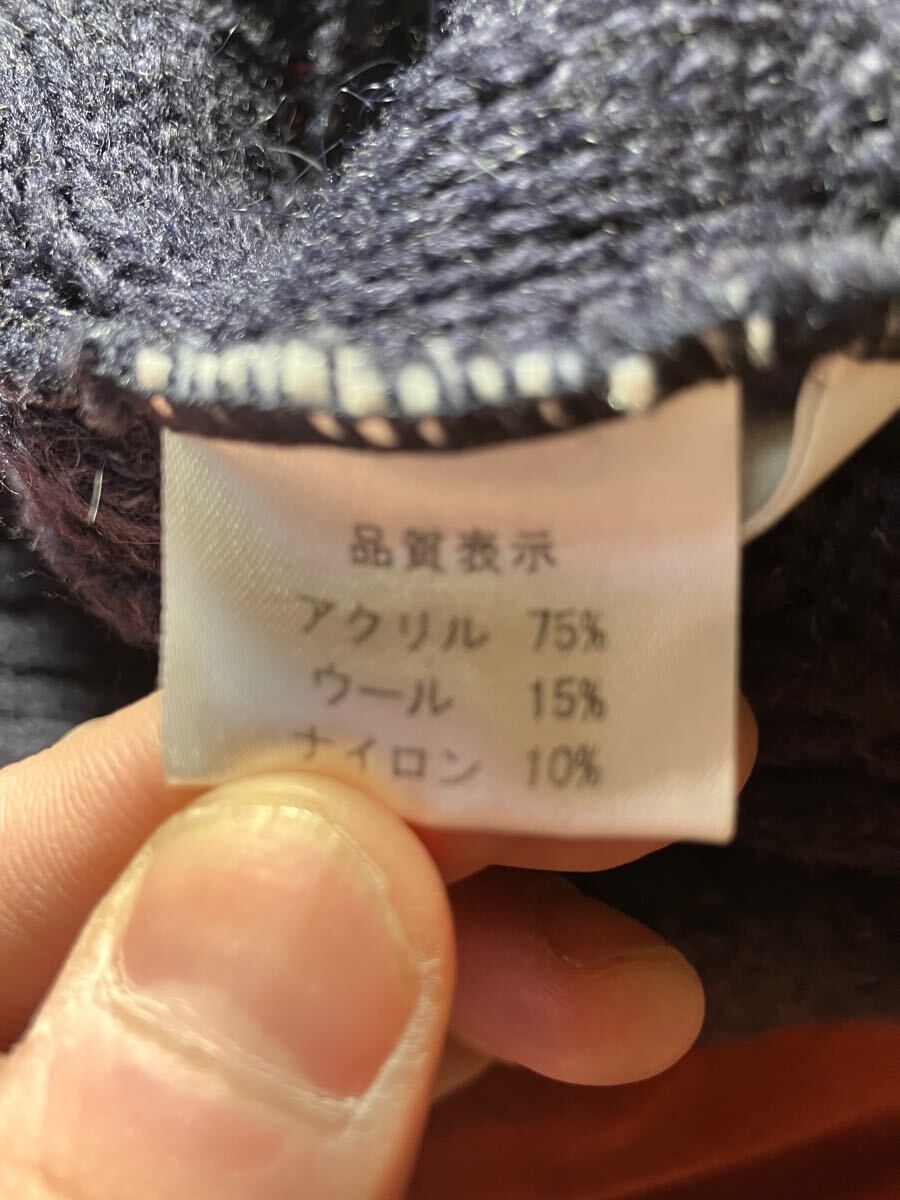 品質表示
アクリル 75%
ウール 15%
ナイロン 10%